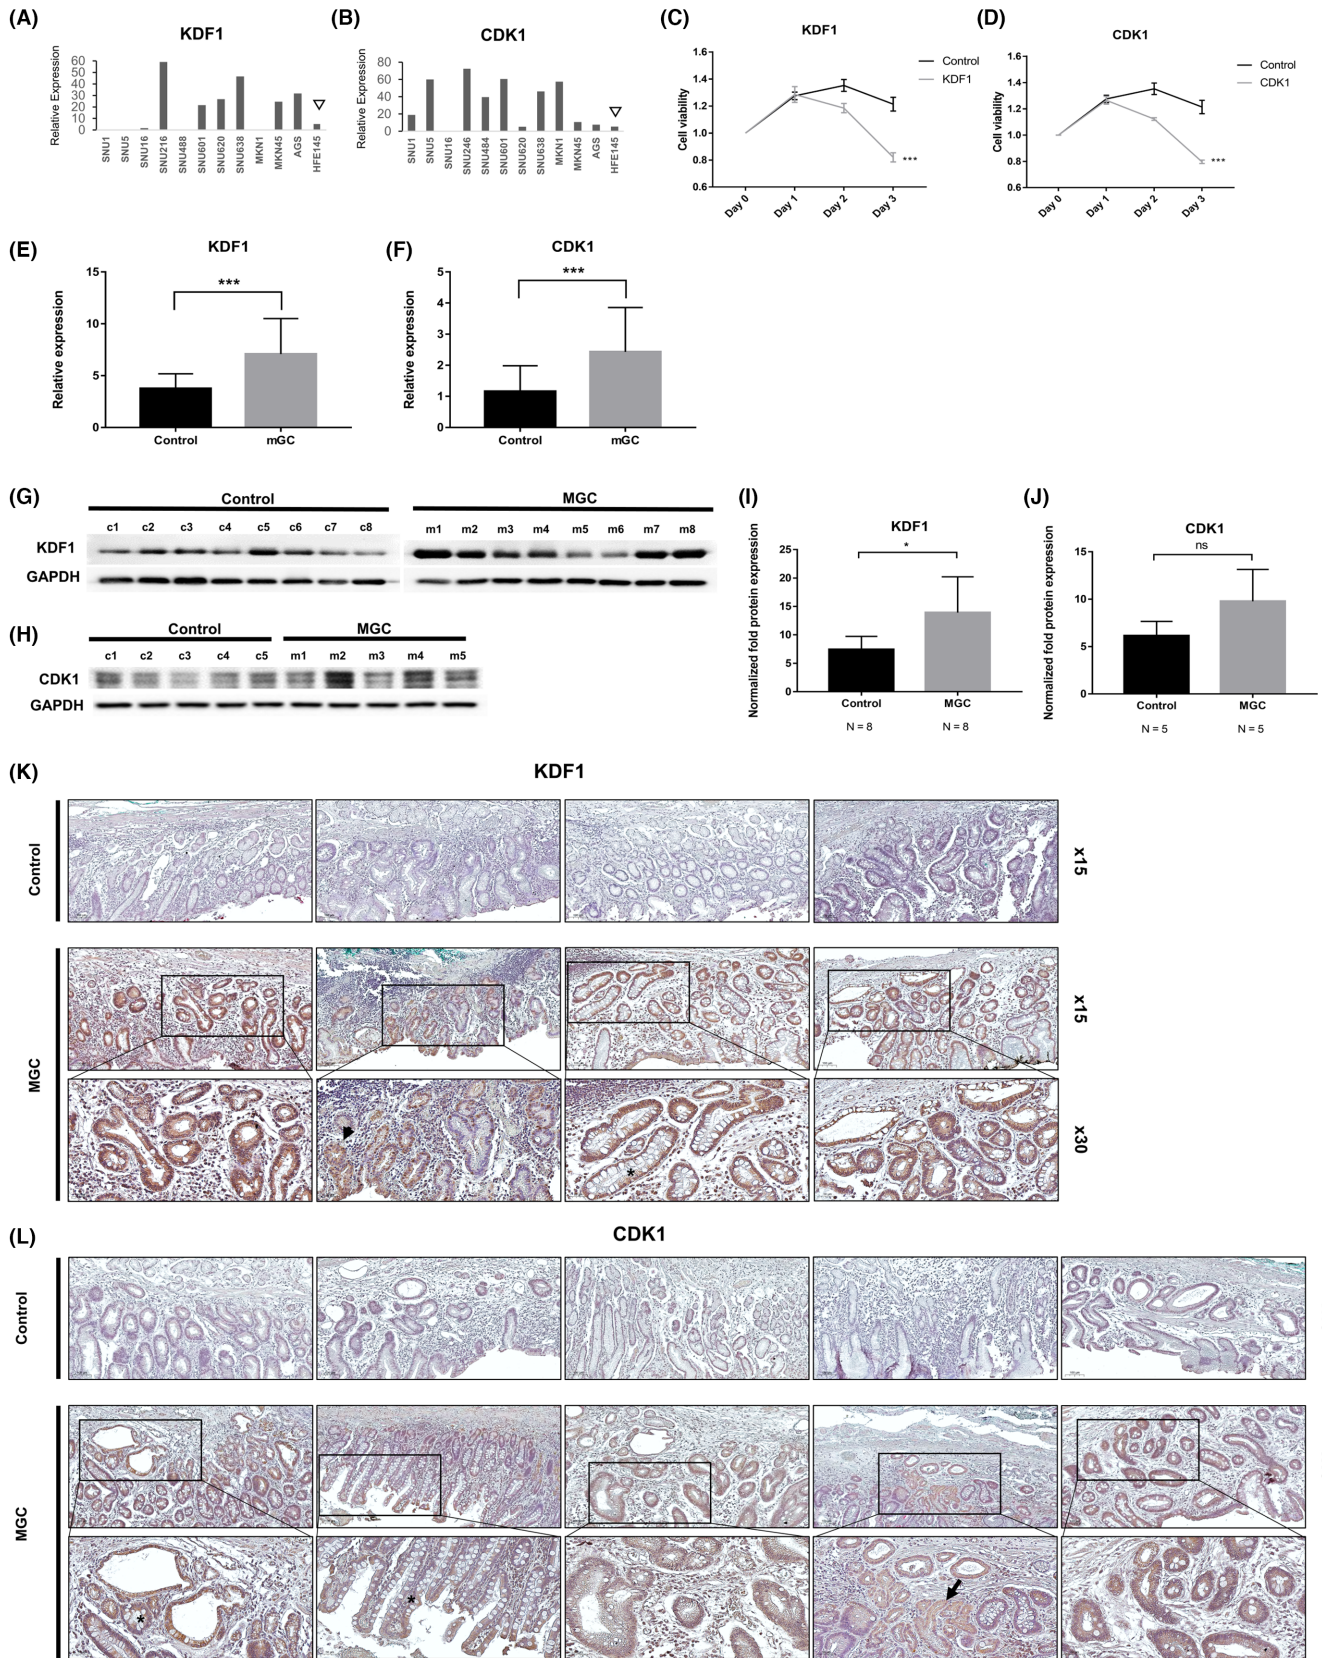 (A)
KDF1
Relative Expression
60
50
40
30
20
10
0
SNU1
SNU5
SNU16
SNU216
SNU488
SNU601
SNU620
SNU638
MKN1
MKN45
AGS
HFE145
(B)
CDK1
Relative Expression
80
60
40
20
0
SNU1
SNU5
SNU16
SNU246
SNU484
SNU601
SNU620
SNU638
MKN1
MKN45
AGS
HFE145
(C)
KDF1
Cell viability
1.6
1.4
1.2
1.0
0.8
0.6
Day 0
Day 1
Day 2
Day 3
Control
KDF1
***
(D)
CDK1
Cell viability
1.6
1.4
1.2
1.0
0.8
0.6
Day 0
Day 1
Day 2
Day 3
Control
CDK1
***
(E)
KDF1
Relative expression
15
10
5
0
***
Control
mGC
(F)
CDK1
Relative expression
5
4
3
2
1
0
***
Control
mGC
(G)
Control
MGC
c1 c2 c3 c4 c5 c6 c7 c8
m1 m2 m3 m4 m5 m6 m7 m8
KDF1
GAPDH
(H)
Control
MGC
c1 c2 c3 c4 c5 m1 m2 m3 m4 m5
CDK1
GAPDH
(I)
KDF1
Normalized fold protein expression
25
20
15
10
5
0
*
Control
MGC
N = 8
N = 8
(J)
CDK1
Normalized fold protein expression
15
10
5
0
ns
Control
MGC
N = 5
N = 5
(K)
KDF1
Control
x15
MGC
x15
x30
*
(L)
CDK1
Control
MGC
*
*